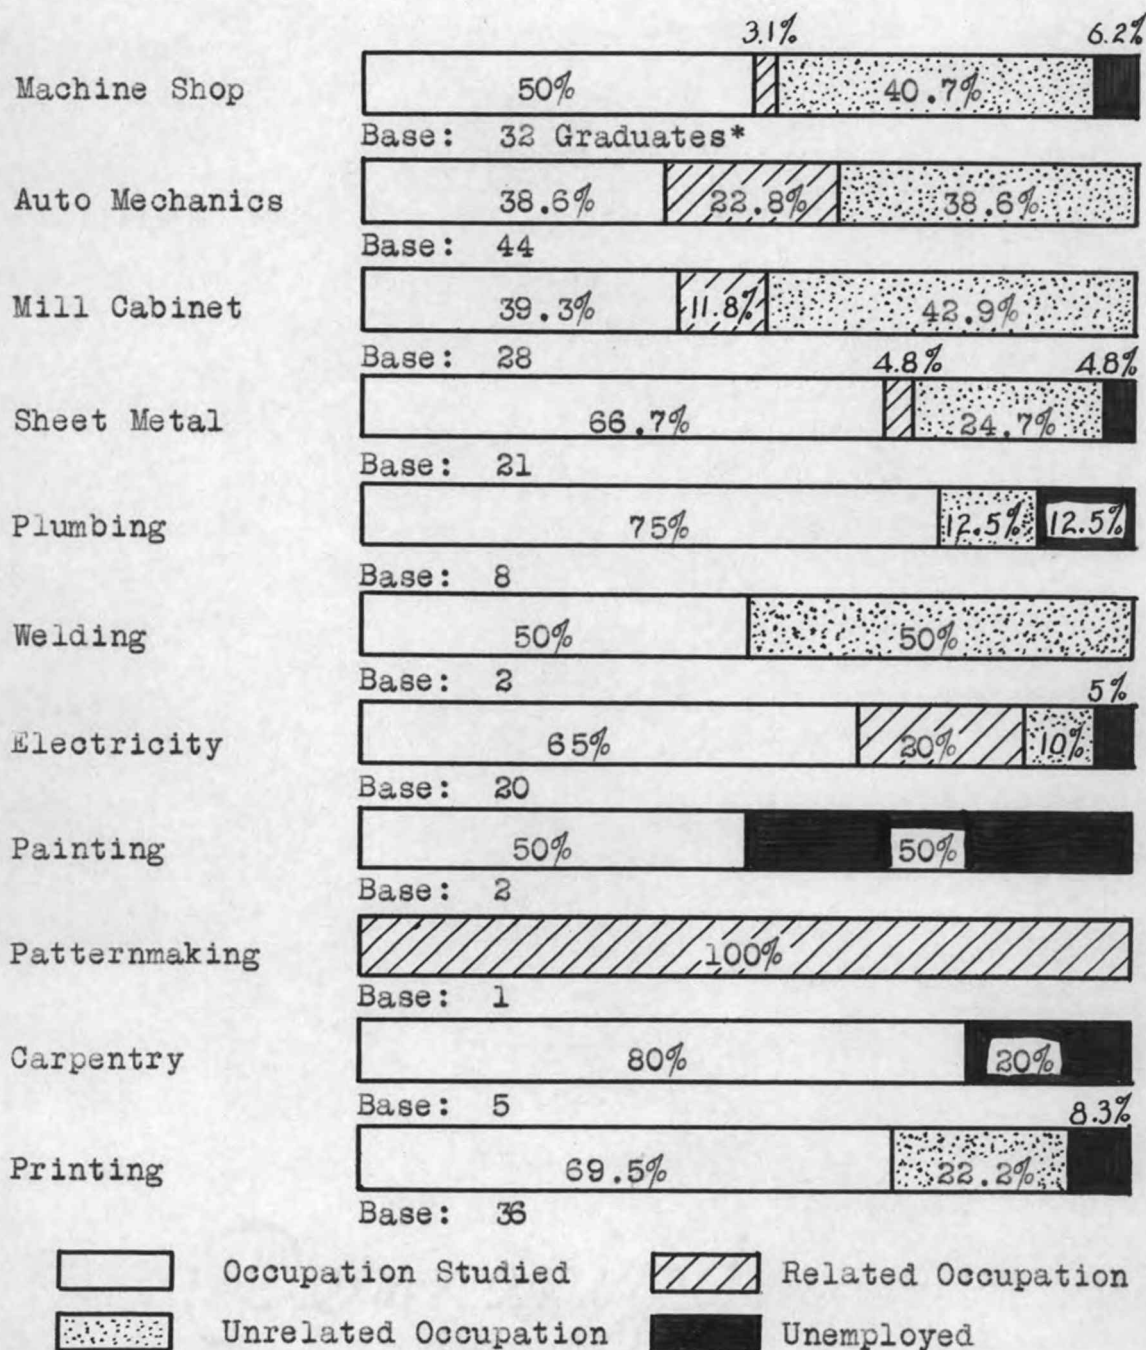 3.1% 6.2%
Machine Shop 50% 40.7%
Base: 32 Graduates*
Auto Mechanics 38.6% 22.8% 38.6%
Base: 44
Mill Cabinet 39.3% 11.8% 42.9%
Base: 28 4.8% 4.8%
Sheet Metal 66.7% 24.7%
Base: 21
Plumbing 75% 12.5% 12.5%
Base: 8
Welding 50% 50%
Base: 2 5%
Electricity 65% 20% 10%
Base: 20
Painting 50% 50%
Base: 2
Patternmaking 100%
Base: 1
Carpentry 80% 20%
Base: 5 8.3%
Printing 69.5% 22.2%
Base: 36
Occupation Studied Related Occupation
Unrelated Occupation Unemployed